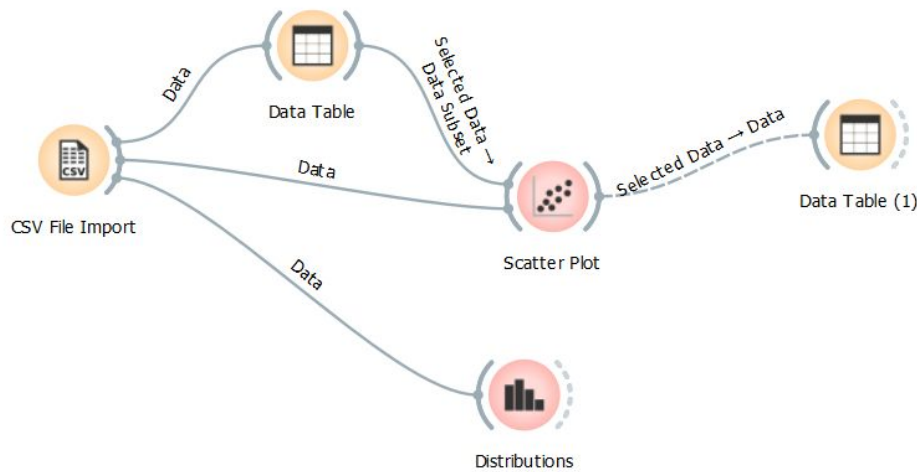 Data
Data Table
Selected Data →
Data Subset
Selected Data → Data
Data Table (1)
CSV
CSV File Import
Data
Scatter Plot
Data
Distributions